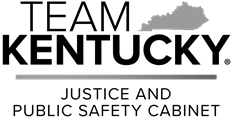 TEAM
KENTUCKY®
JUSTICE AND
PUBLIC SAFETY CABINET